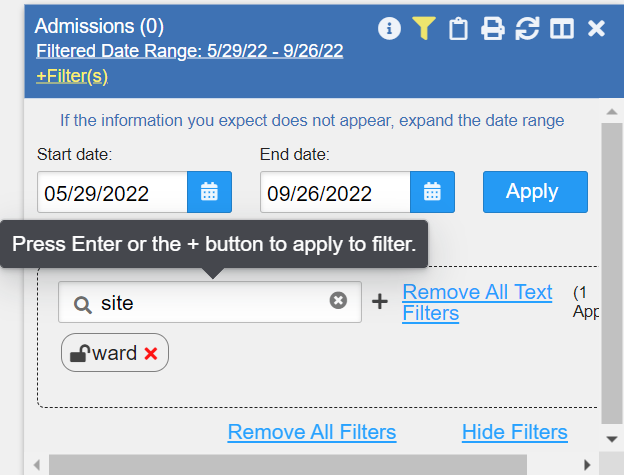 Admissions (0)
Filtered Date Range: 5/29/22 - 9/26/22
+Filter(s)
If the information you expect does not appear, expand the date range
Start date:
End date:
05/29/2022
09/26/2022
Apply
Press Enter or the + button to apply to filter.
site
+
Remove All Text
Filters
(1
App
ward
Remove All Filters
Hide Filters